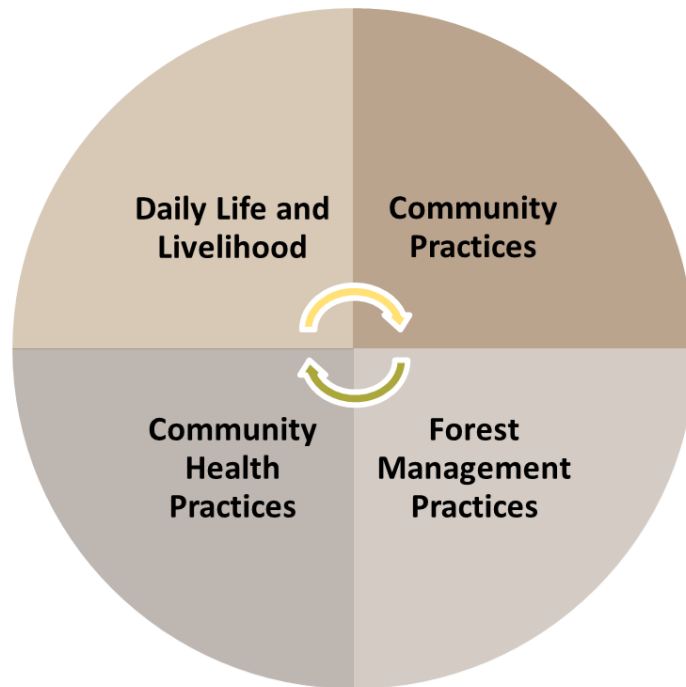 Daily Life and
Livelihood
Community
Practices
Community
Health
Practices
Forest
Management
Practices